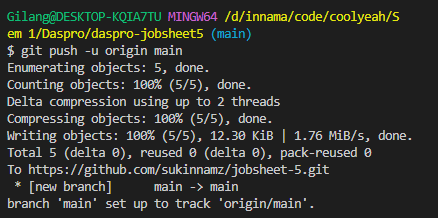 Gilang@DESKTOP-KQIA7TU MINGW64 /d/innama/code/coolyeah/S
em 1/Daspro/daspro-jobsheet5 (main)
$ git push -u origin main
Enumerating objects: 5, done.
Counting objects: 100% (5/5), done.
Delta compression using up to 2 threads
Compressing objects: 100% (5/5), done.
Writing objects: 100% (5/5), 12.30 KiB | 1.76 MiB/s, done.
Total 5 (delta 0), reused 0 (delta 0), pack-reused 0
To https://github.com/sukinnamz/jobsheet-5.git
 * [new branch]      main -> main
branch 'main' set up to track 'origin/main'.